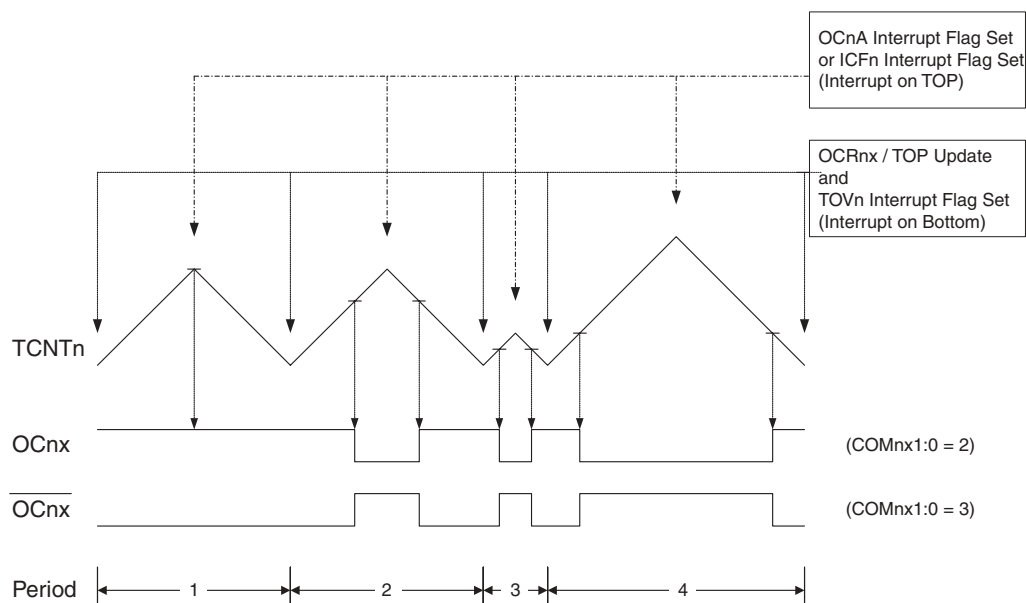 OCnA Interrupt Flag Set
or ICFn Interrupt Flag Set
(Interrupt on TOP)
OCRnx / TOP Update
and
TOVn Interrupt Flag Set
(Interrupt on Bottom)
TCNTn
OCnx (COMnx1:0 = 2)
OCnx (COMnx1:0 = 3)
Period 1 2 3 4